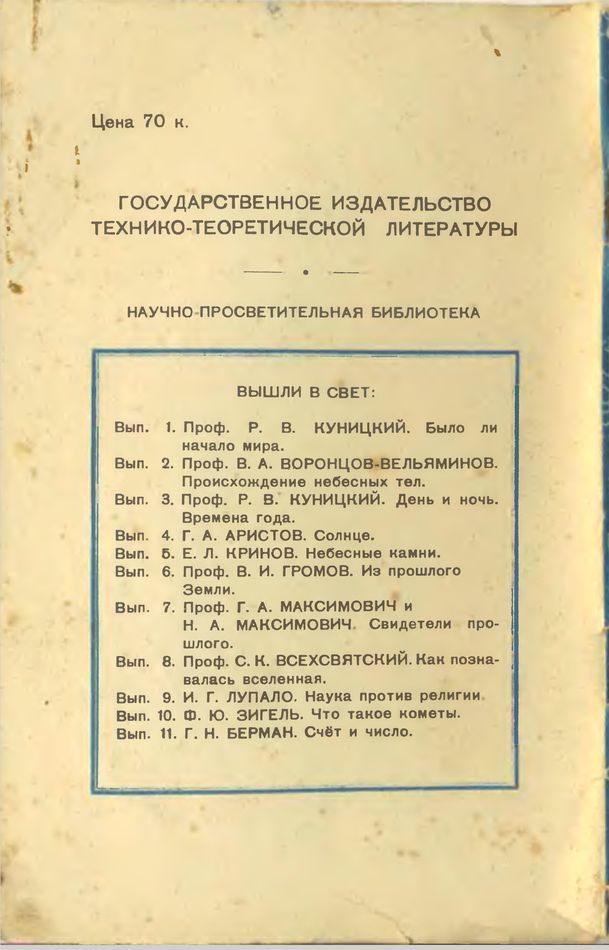 Цена 70 к.
ГОСУДАРСТВЕННОЕ ИЗДАТЕЛЬСТВО
ТЕХНИКО-ТЕОРЕТИЧЕСКОЙ ЛИТЕРАТУРЫ
НАУЧНО-ПРОСВЕТИТЕЛЬНАЯ БИБЛИОТЕКА
ВЫШЛИ В СВЕТ:
Вып. 1. Проф. Р. В. КУНИЦКИЙ. Было ли
начало мира.
Вып. 2. Проф. В. А. ВОРОНЦОВ-ВЕЛЬЯМИНОВ.
Происхождение небесных тел.
Вып. 3. Проф. Р. В. КУНИЦКИЙ. День и ночь.
Времена года.
Вып. 4. Г. А. АРИСТОВ. Солнце.
Вып. 5. Е. Л. КРИНОВ. Небесные камни.
Вып. 6. Проф. В. И. ГРОМОВ. Из прошлого
Земли.
Вып. 7. Проф. Г. А. МАКСИМОВИЧ и
Н. А. МАКСИМОВИЧ. Свидетели про-
шлого.
Вып. 8. Проф. С. К. ВСЕХСВЯТСКИЙ. Как позна-
валась вселенная.
Вып. 9. И. Г. ЛУПАЛО. Наука против религии
Вып. 10. Ф. Ю. ЗИГЕЛЬ. Что такое кометы.
Вып. 11. Г. Н. БЕРМАН. Счёт и число.